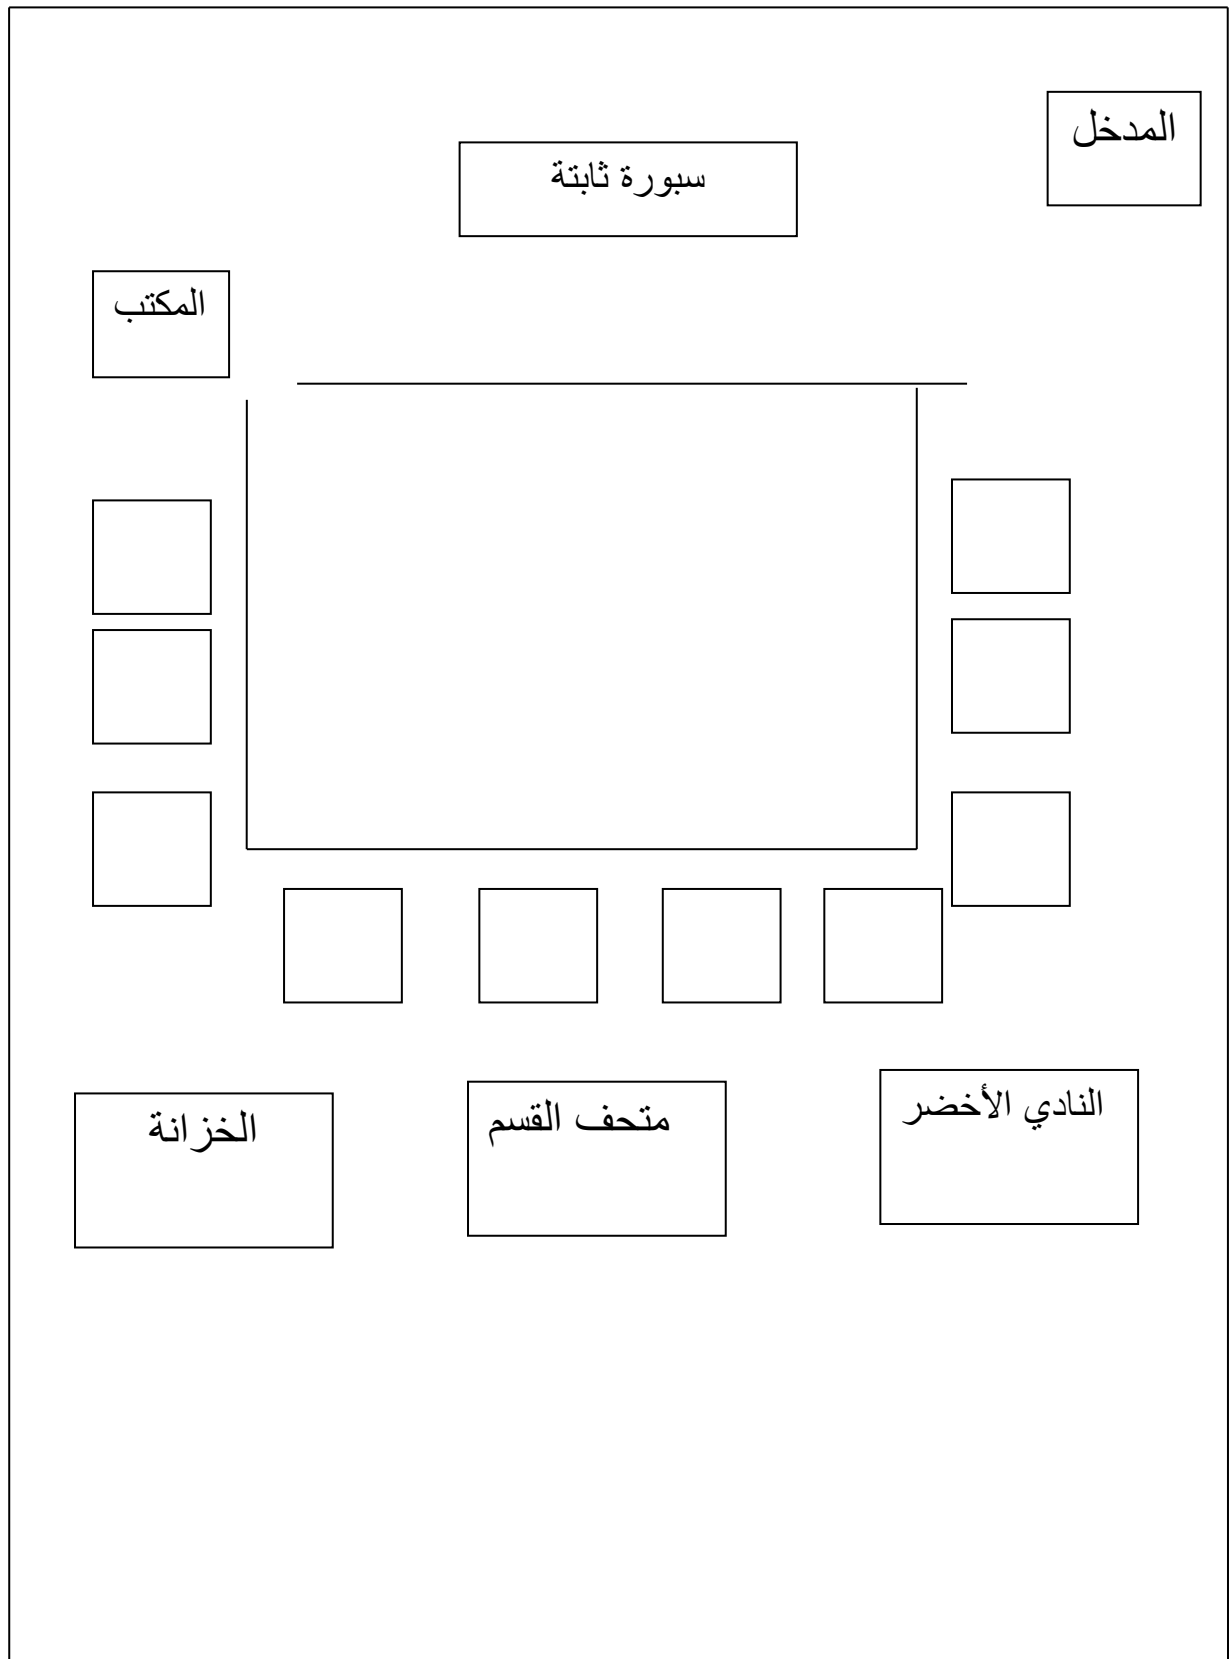 المدخل
سبورة ثابتة
المكتب
النادي الأخضر
متحف القسم
الخزانة